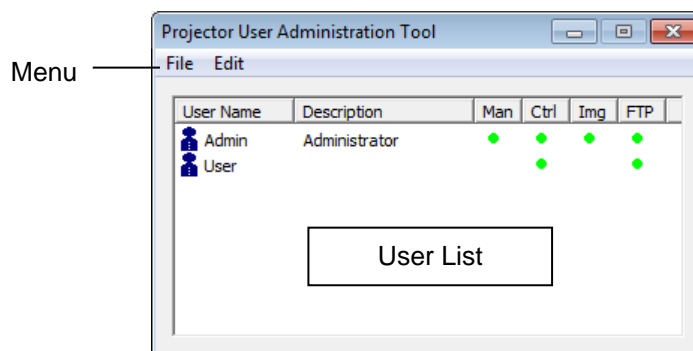 Projector User Administration Tool
Menu
File Edit
User Name Description Man Ctrl Img FTP
Admin Administrator
User
User List